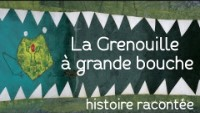 La Grenouille
à grande bouche
histoire racontée